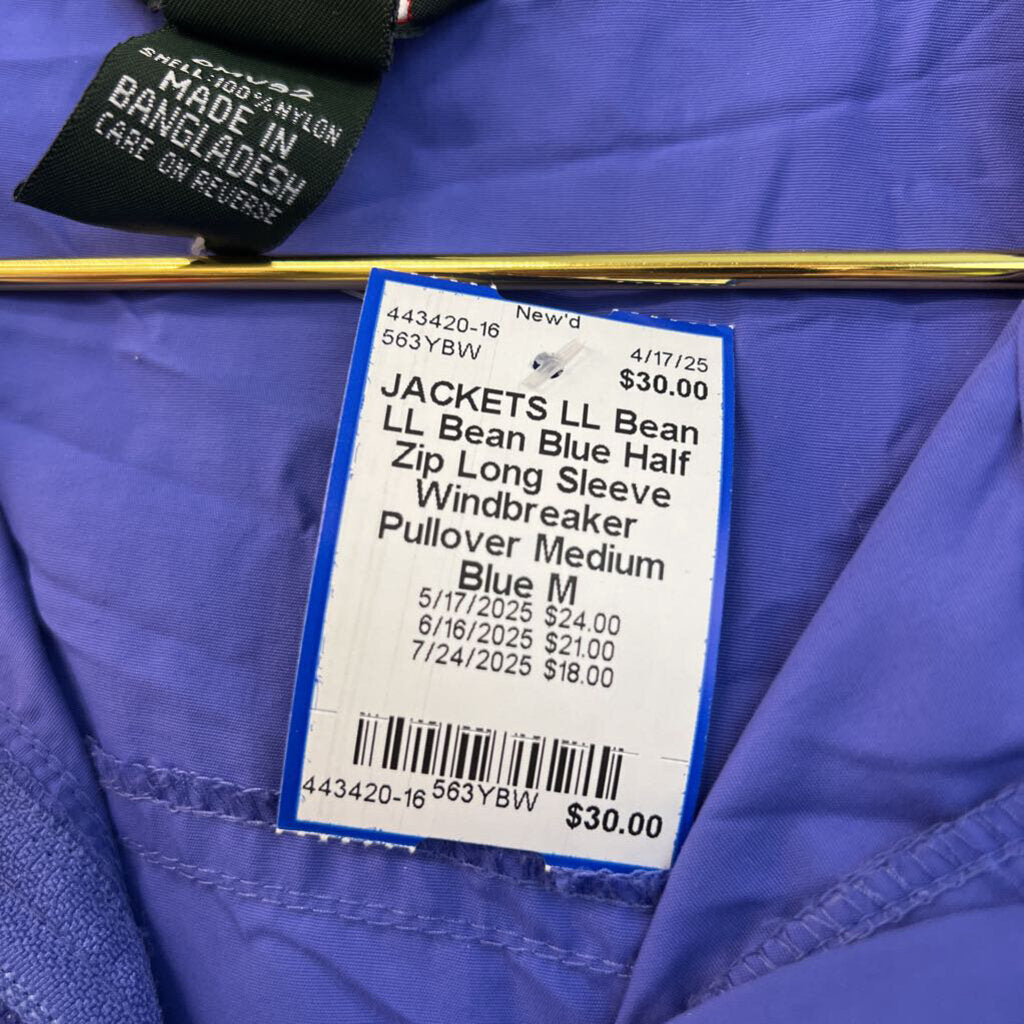 SHELL:100% NYLON
MADE IN
BANGLADESH
CARE ON REVERSE
443420-16
563YBW
New'd
4/17/25
$30.00
JACKETS LL Bean
LL Bean Blue Half
Zip Long Sleeve
Windbreaker
Pullover Medium
Blue M
5/17/2025 $24.00
6/16/2025 $21.00
7/24/2025 $18.00
443420-16 563YBW $30.00